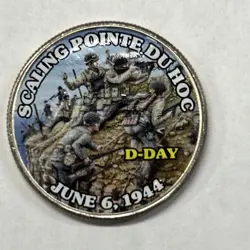 SCALING POINTE DU HOC
D-DAY
JUNE 6, 1944